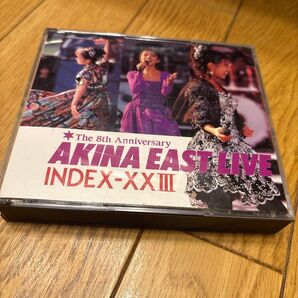 ★The 8th Anniversary
AKINA EAST LIVE
INDEX-XXIII